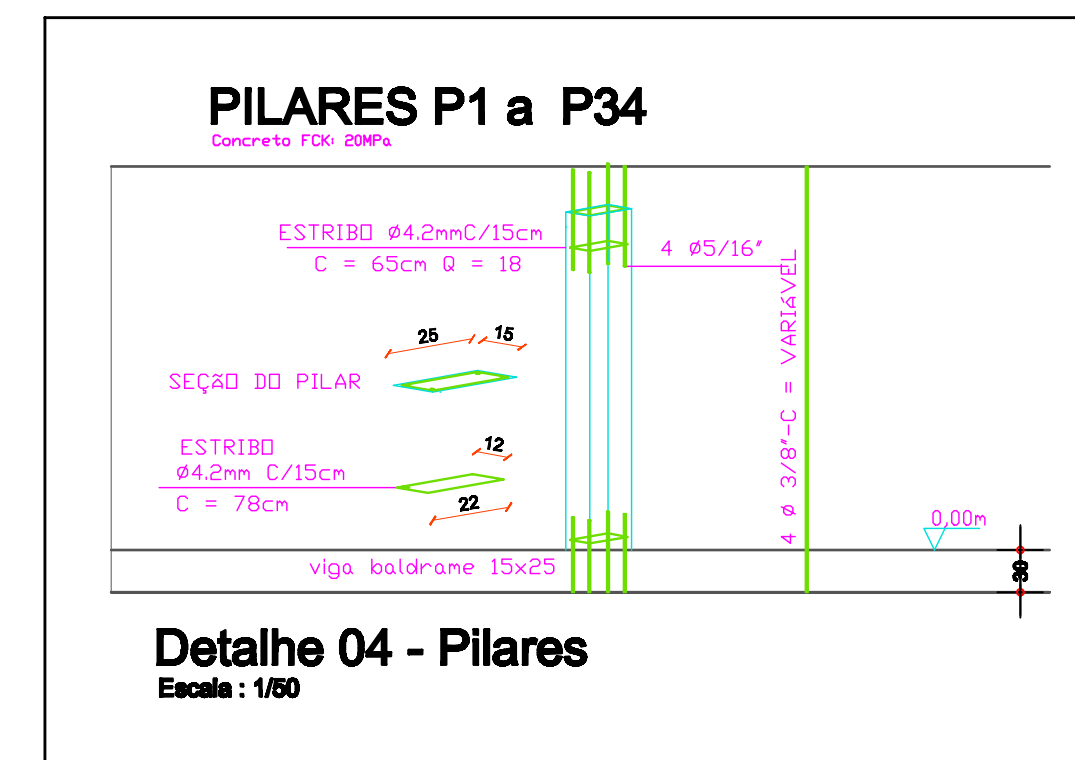 PILARES P1 a P34
Concreto FCK: 20MPa
ESTRIBO Ø4.2mmC/15cm
C = 65cm Q = 18
4 Ø5/16"
4 Ø 3/8"-C = VARIÁVEL
25
15
SEÇÃO DO PILAR
ESTRIBO
Ø4.2mm C/15cm
C = 78cm
12
22
0,00m
viga baldrame 15x25
30
Detalhe 04 - Pilares
Escala : 1/50